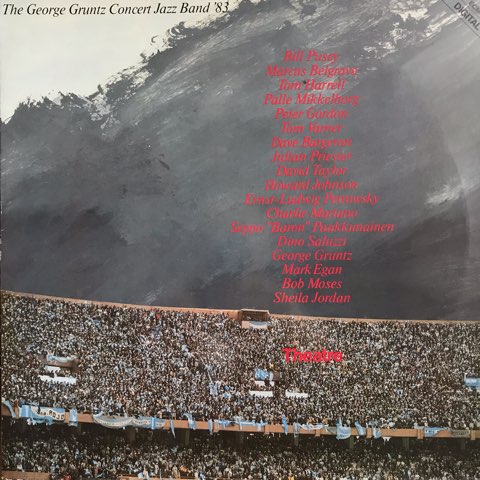 The George Gruntz Concert Jazz Band '83
DIGITAL
Bill Pusey
Marcus Belgrave
Tom Harrell
Palle Mikkelborg
Peter Gordon
Tom Varner
Dave Bargeron
Julian Priester
David Taylor
Howard Johnson
Ernst-Ludwig Petrowsky
Charlie Mariano
Seppo "Baron" Paakkunainen
Dino Saluzzi
George Gruntz
Mark Egan
Bob Moses
Sheila Jordan
Theatre